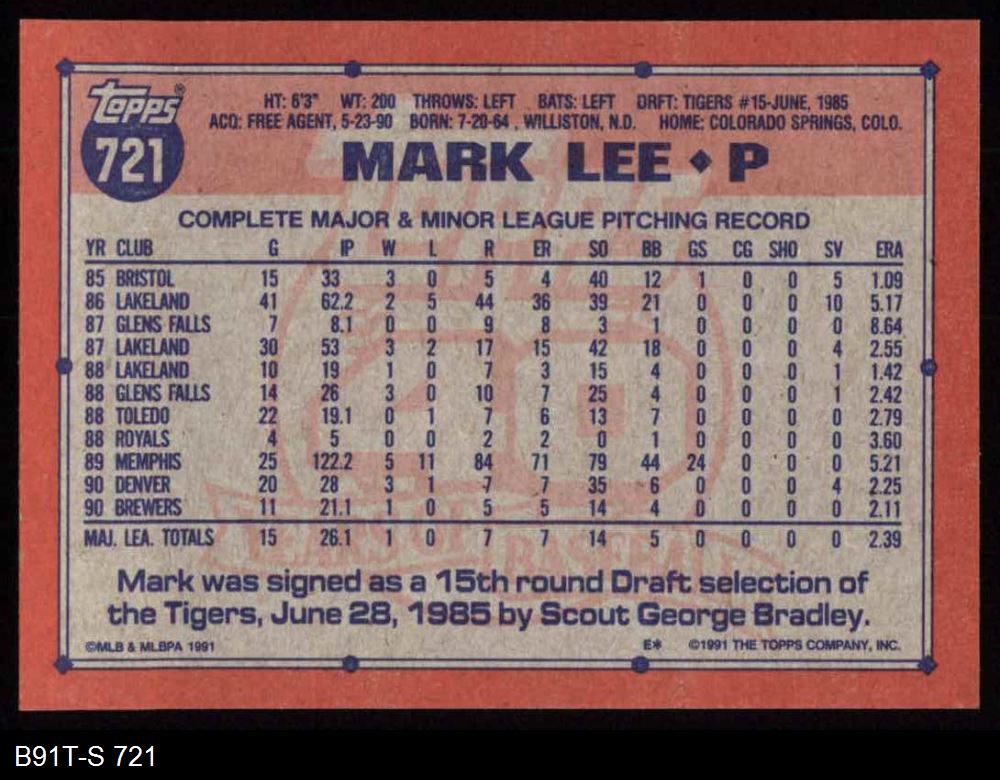 Topps®
721
HT: 6'3" WT: 200 THROWS: LEFT BATS: LEFT DRFT: TIGERS #15-JUNE, 1985
ACQ: FREE AGENT, 5-23-90 BORN: 7-20-64, WILLISTON, N.D. HOME: COLORADO SPRINGS, COLO.
MARK LEE ◆ P
COMPLETE MAJOR & MINOR LEAGUE PITCHING RECORD
YR CLUB G IP W L R ER SO BB GS CG SHO SV ERA
85 BRISTOL 15 33 3 0 5 4 40 12 1 0 0 5 1.09
86 LAKELAND 41 62.2 2 5 44 36 39 21 0 0 0 10 5.17
87 GLENS FALLS 7 8.1 0 0 9 8 3 1 0 0 0 0 8.64
87 LAKELAND 30 53 3 2 17 15 42 18 0 0 0 4 2.55
88 LAKELAND 10 19 1 0 7 3 15 4 0 0 0 1 1.42
88 GLENS FALLS 14 26 3 0 10 7 25 4 0 0 0 1 2.42
88 TOLEDO 22 19.1 0 1 7 6 13 7 0 0 0 0 2.79
88 ROYALS 4 5 0 0 2 2 0 1 0 0 0 0 3.60
89 MEMPHIS 25 122.2 5 11 84 71 79 44 24 0 0 0 5.21
90 DENVER 20 28 3 1 7 7 35 6 0 0 0 4 2.25
90 BREWERS 11 21.1 1 0 5 5 14 4 0 0 0 0 2.11
MAJ. LEA. TOTALS 15 26.1 1 0 7 7 14 5 0 0 0 0 2.39
Topps
40
YEARS OF BASEBALL
Mark was signed as a 15th round Draft selection of
the Tigers, June 28, 1985 by Scout George Bradley.
©MLB & MLBPA 1991 E* ©1991 THE TOPPS COMPANY, INC.
B91T-S 721